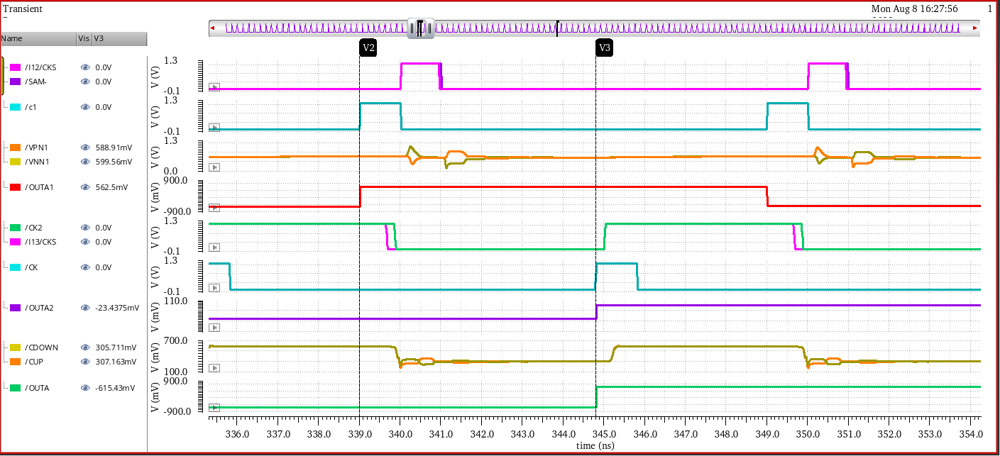 Transient
Mon Aug 8 16:27:56 1
Name Vis V3
V2 V3
/I12/CKS 0.0V
/SAM- 0.0V
/c1 0.0V
/VPN1 588.91mV
/VNN1 599.56mV
/OUTA1 562.5mV
/CK2 0.0V
/I13/CKS 0.0V
/CK 0.0V
/OUTA2 -23.4375mV
/CDOWN 305.711mV
/CUP 307.163mV
/OUTA -615.43mV
1.3
V (V)
-0.1
1.3
V (V)
-0.1
1.3
V (V)
0.0
900.0
V (mV)
-900.0
1.3
V (V)
-0.1
1.3
V (V)
-0.1
110.0
V (mV)
700.0
V (mV)
100.0
900.0
V (mV)
-900.0
336.0 337.0 338.0 339.0 340.0 341.0 342.0 343.0 344.0 345.0 346.0 347.0 348.0 349.0 350.0 351.0 352.0 353.0 354.0
time (ns)